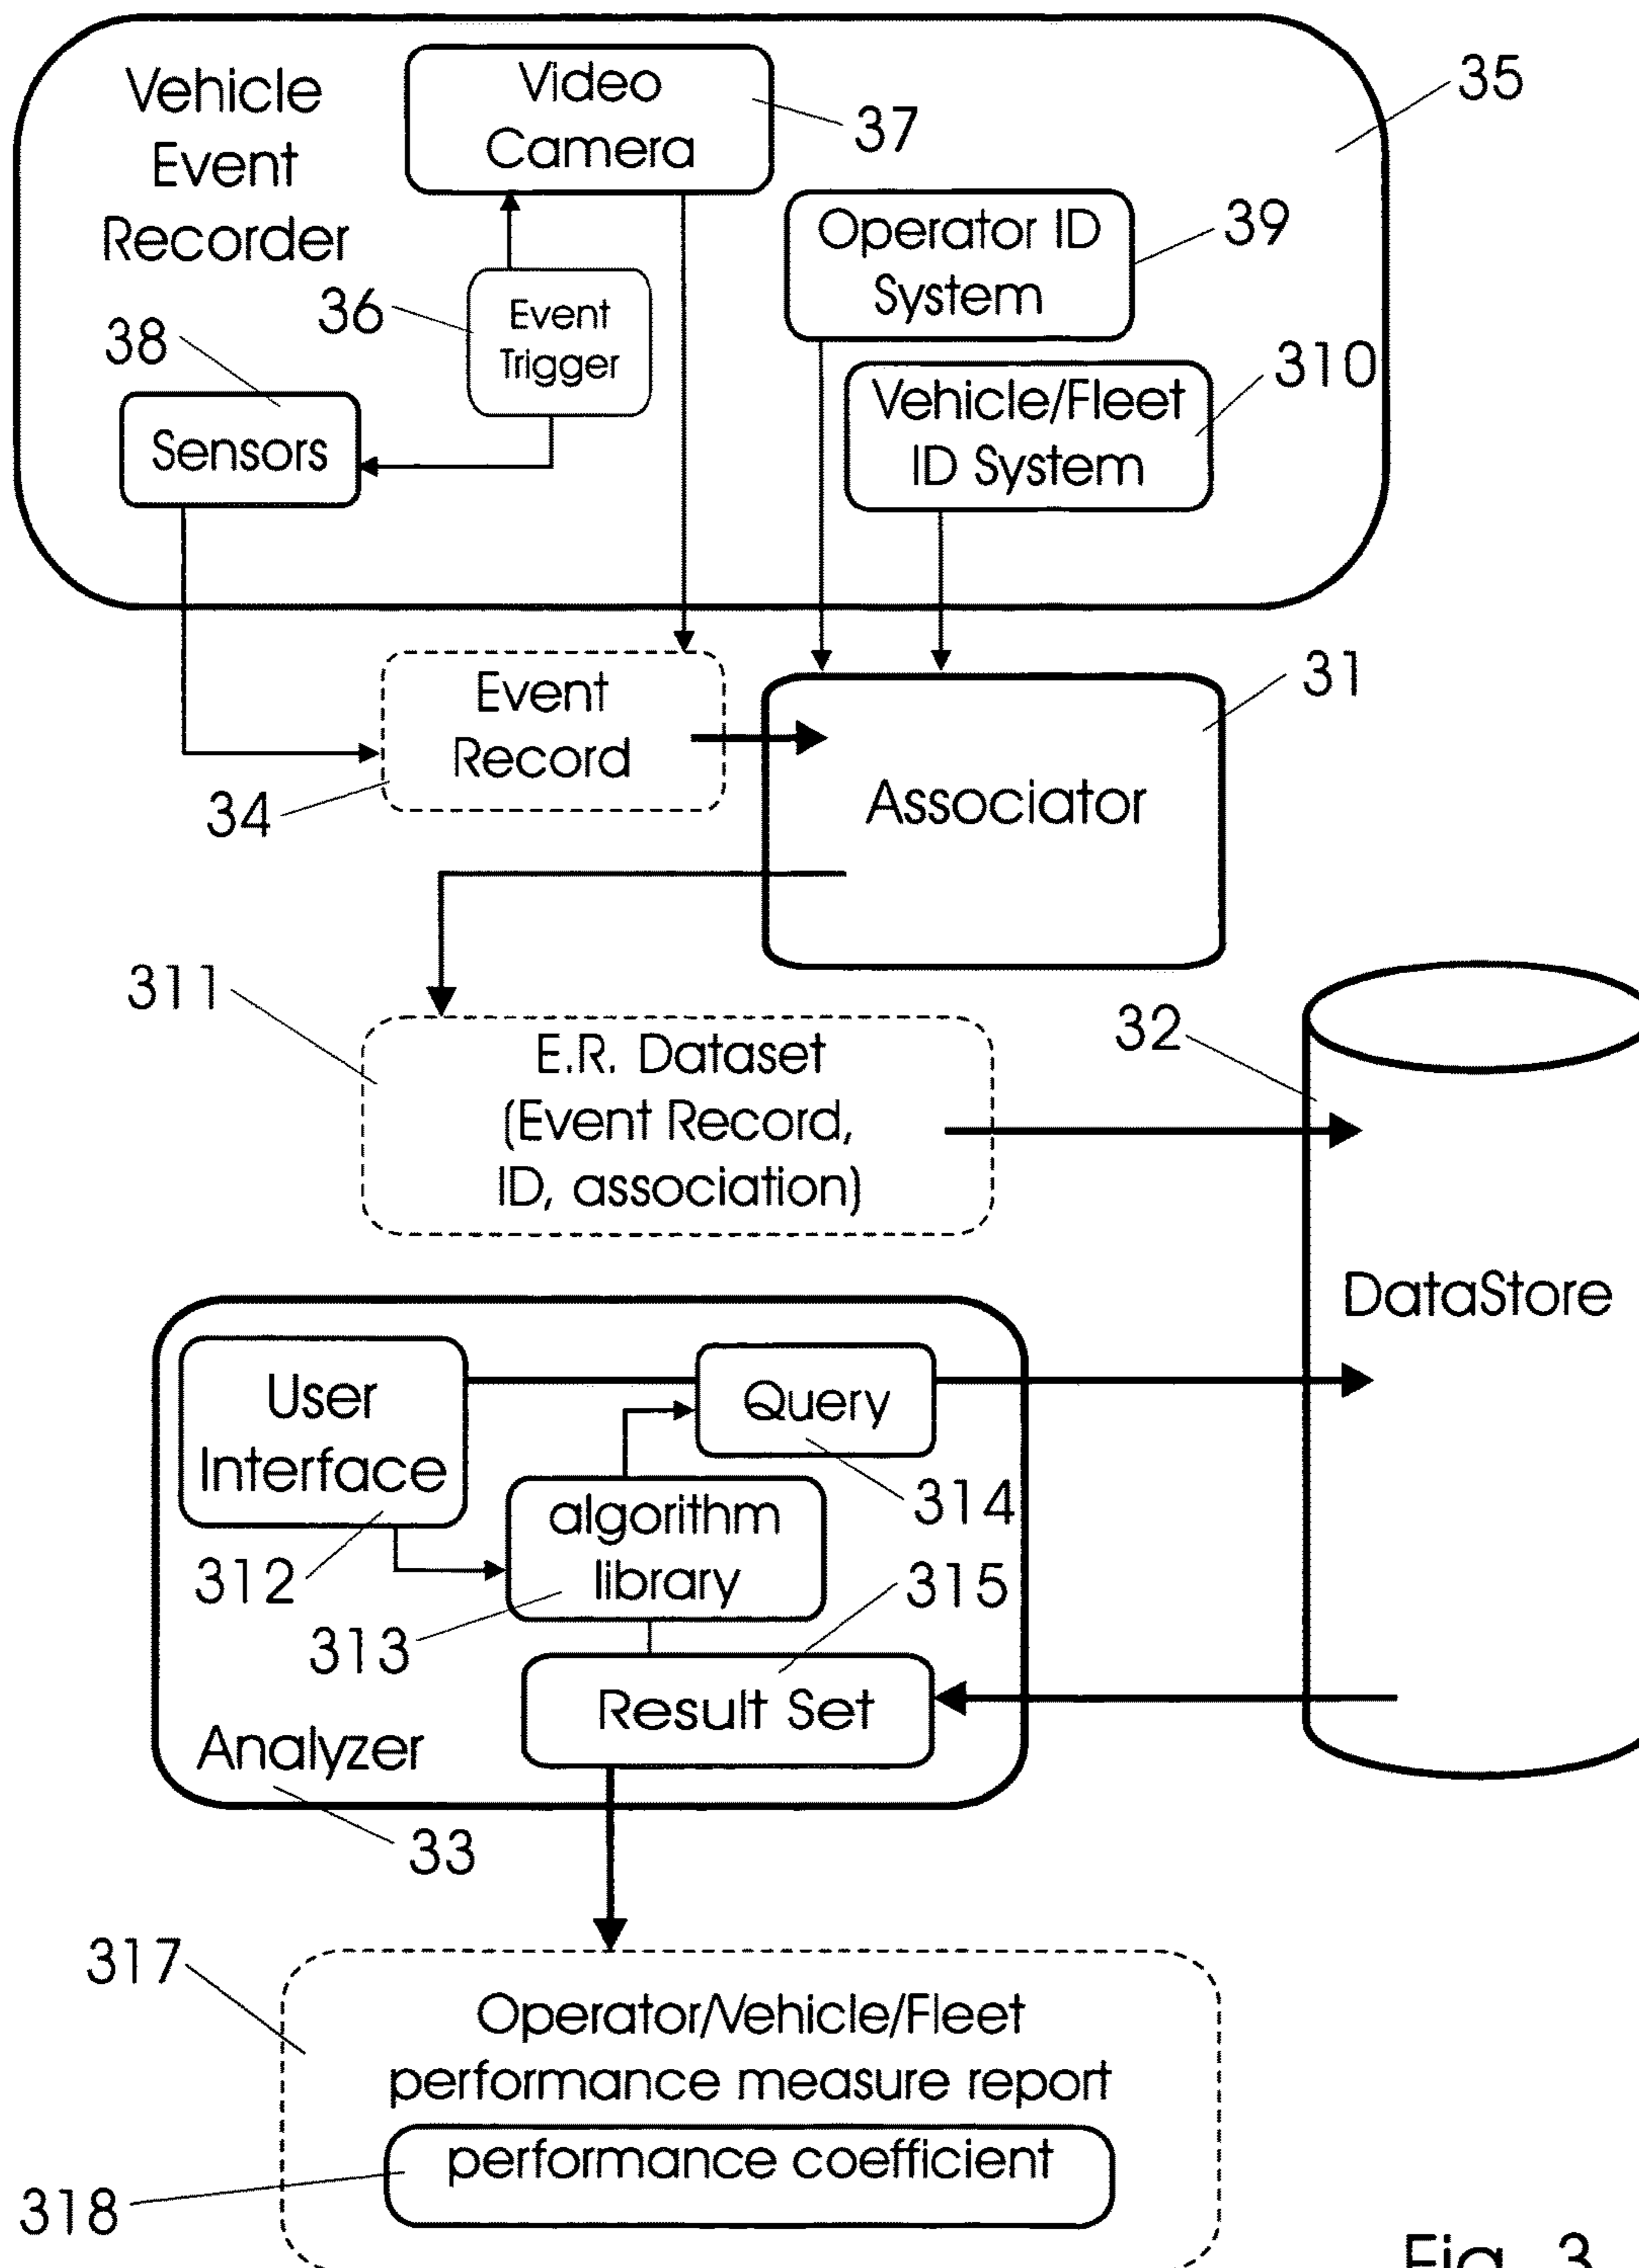 Vehicle
Event
Recorder
Video
Camera
37
35
Operator ID
System
39
36
Event
Trigger
38
Sensors
Vehicle/Fleet
ID System
310
Event
Record
34
31
Associator
311
E.R. Dataset
(Event Record,
ID, association)
32
DataStore
User
Interface
312
Query
314
algorithm
library
313
315
Result Set
Analyzer
33
317
Operator/Vehicle/Fleet
performance measure report
performance coefficient
318
Fig. 3